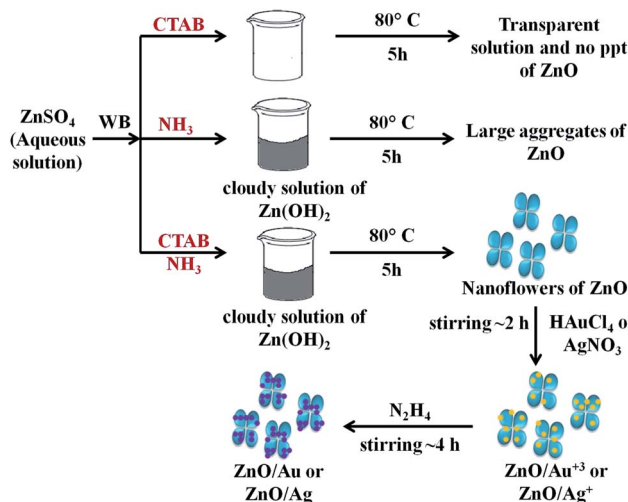 CTAB
80° C
5h
Transparent
solution and no ppt
of ZnO
ZnSO4
(Aqueous
solution)
WB
NH3
80° C
5h
Large aggregates of
ZnO
cloudy solution of
Zn(OH)2
CTAB
NH3
80° C
5h
cloudy solution of
Zn(OH)2
Nanoflowers of ZnO
stirring ~2 h
HAuCl4 o
AgNO3
N2H4
stirring ~4 h
ZnO/Au or
ZnO/Ag
ZnO/Au+3 or
ZnO/Ag+